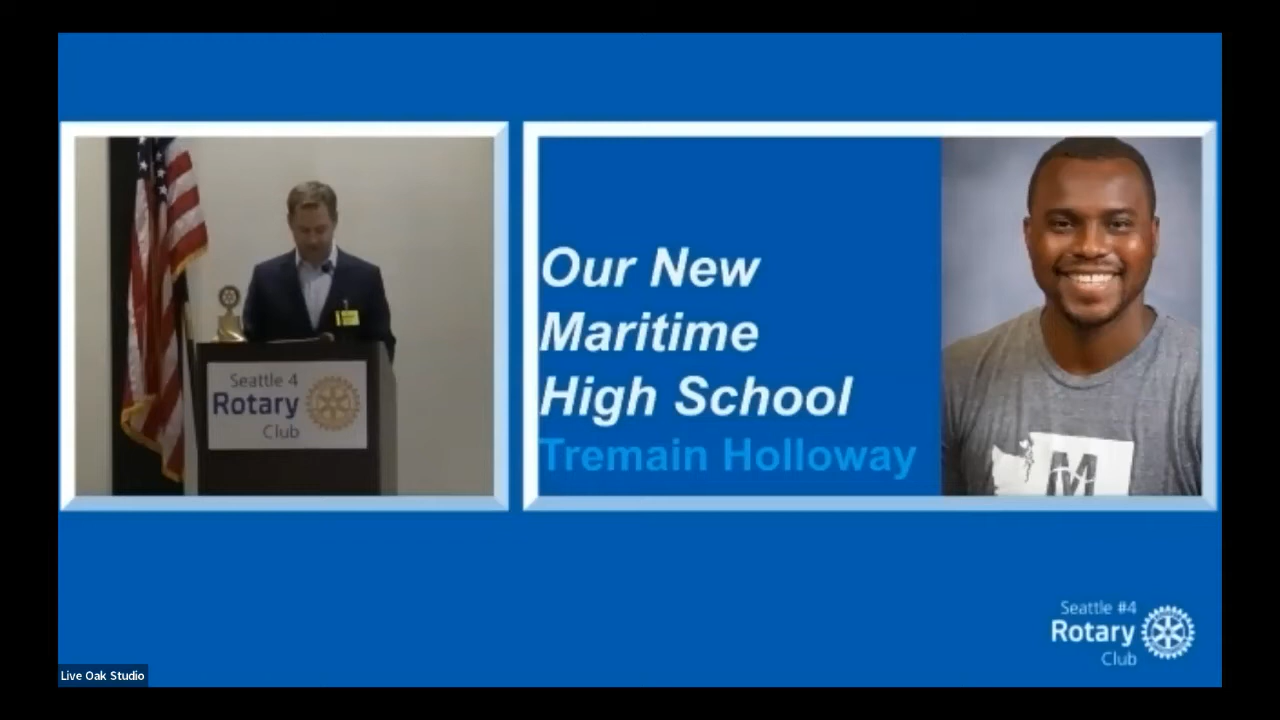 Seattle 4
Rotary
Club
Our New
Maritime
High School
Tremain Holloway
M
Seattle #4
Rotary
Club
Live Oak Studio